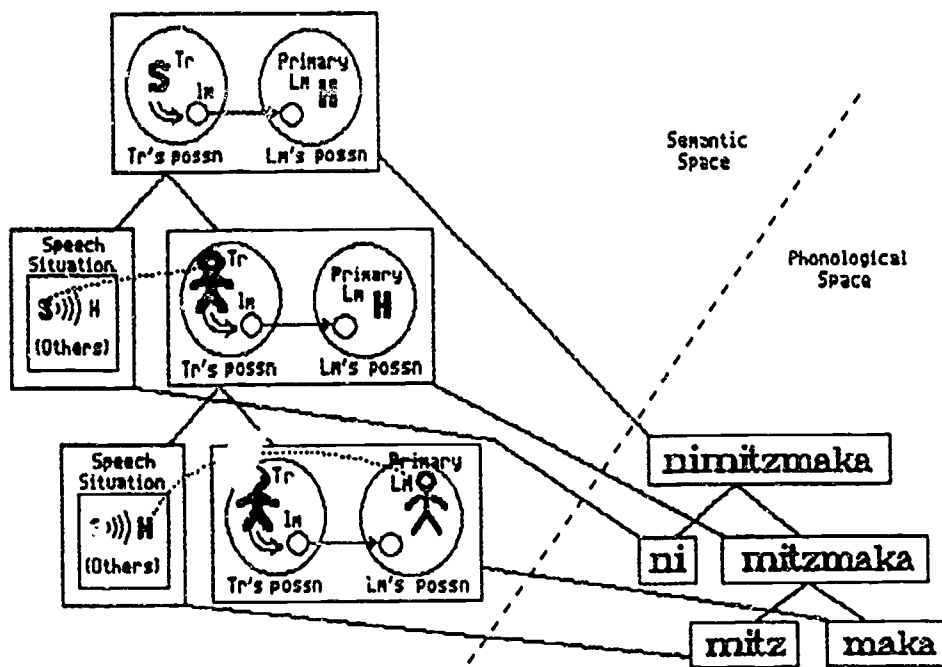 S Tr
Im
Primary
Lm H
Tr's possn
Lm's possn
Semantic
Space
Phonological
Space
Speech
Situation
S H
(Others)
Tr
Im
Primary
Lm H
Tr's possn
Lm's possn
Speech
Situation
S H
(Others)
Tr
Im
Primary
Lm
Tr's possn
Lm's possn
nimitzmaka
ni
mitzmaka
mitz
maka